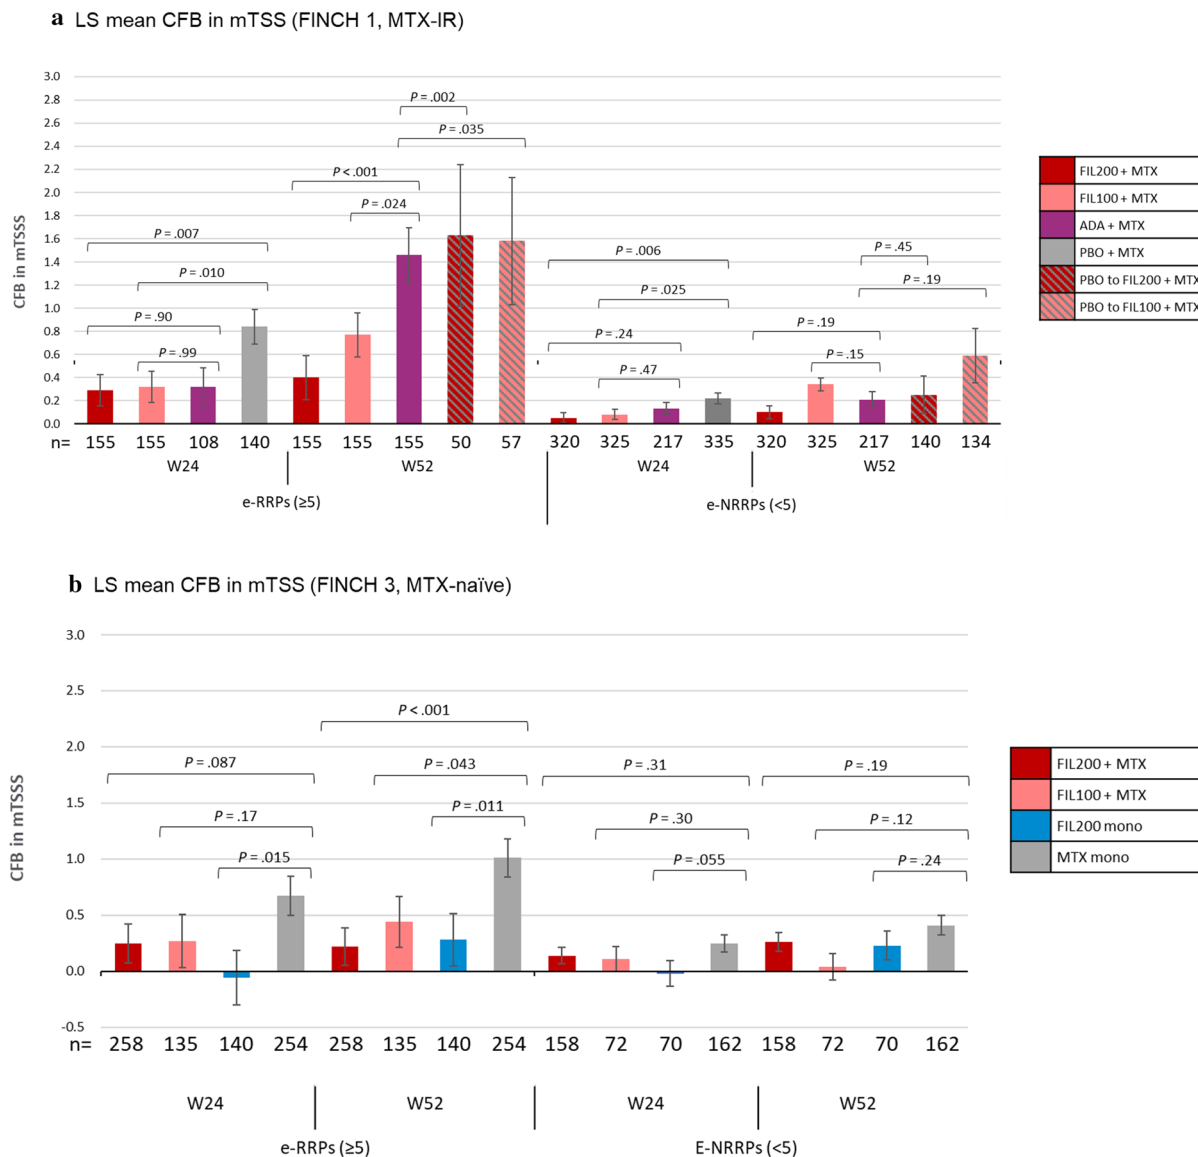 a LS mean CFB in mTSS (FINCH 1, MTX-IR)
CFB in mTSSS
3.0
2.8
2.6
2.4
2.2
2.0
1.8
1.6
1.4
1.2
1.0
0.8
0.6
0.4
0.2
0.0
P = .002
P = .035
P < .001
P = .024
P = .007
P = .010
P = .90
P = .99
P = .006
P = .025
P = .24
P = .47
P = .45
P = .19
P = .19
P = .15
FIL200 + MTX
FIL100 + MTX
ADA + MTX
PBO + MTX
PBO to FIL200 + MTX
PBO to FIL100 + MTX
n= 155 155 108 140 155 155 155 50 57 320 325 217 335 320 325 217 140 134
W24 W52 W24 W52
e-RRPs (≥5) e-NRRPs (<5)
b LS mean CFB in mTSS (FINCH 3, MTX-naïve)
CFB in mTSSS
3.0
2.5
2.0
1.5
1.0
0.5
0.0
-0.5
P < .001
P = .087
P = .043
P = .31
P = .19
P = .17
P = .011
P = .30
P = .12
P = .015
P = .055
P = .24
FIL200 + MTX
FIL100 + MTX
FIL200 mono
MTX mono
n= 258 135 140 254 258 135 140 254 158 72 70 162 158 72 70 162
W24 W52 W24 W52
e-RRPs (≥5) E-NRRPs (<5)